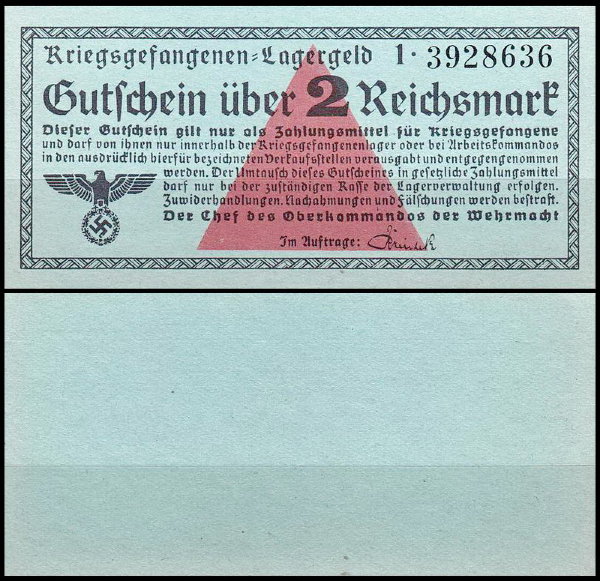 Kriegsgefangenen-Lagergeld 1 · 3928636
Gutschein über 2 Reichsmark
Dieser Gutschein gilt nur als Zahlungsmittel für Kriegsgefangene
und darf von ihnen nur innerhalb der Kriegsgefangenenlager oder bei Arbeitskommandos
in den ausdrücklich hierfür bezeichneten Verkaufsstellen verausgabt und entgegengenommen
werden. Der Umtausch dieses Gutscheines in gesetzliche Zahlungsmittel
darf nur bei der zuständigen Kasse der Lagerverwaltung erfolgen.
Zuwiderhandlungen, Nachahmungen und Fälschungen werden bestraft.
Der Chef des Oberkommandos der Wehrmacht
Im Auftrage: